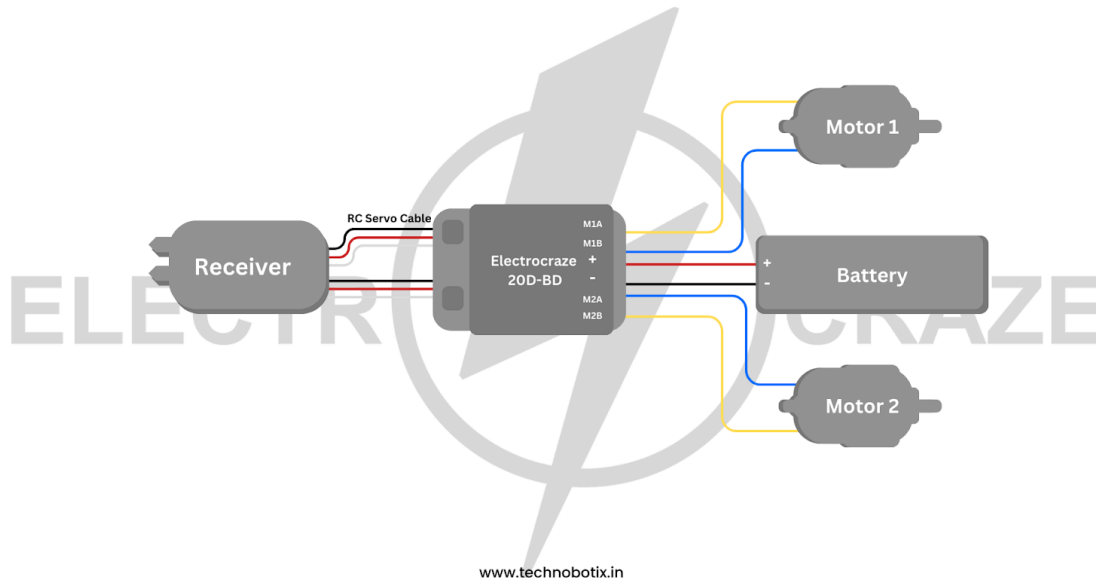 Motor 1
RC Servo Cable
M1A
M1B
Receiver
Electrocraze
20D-BD
+
-
+
-
Battery
M2A
M2B
ELECTR CRAZE
Motor 2
www.technobotix.in